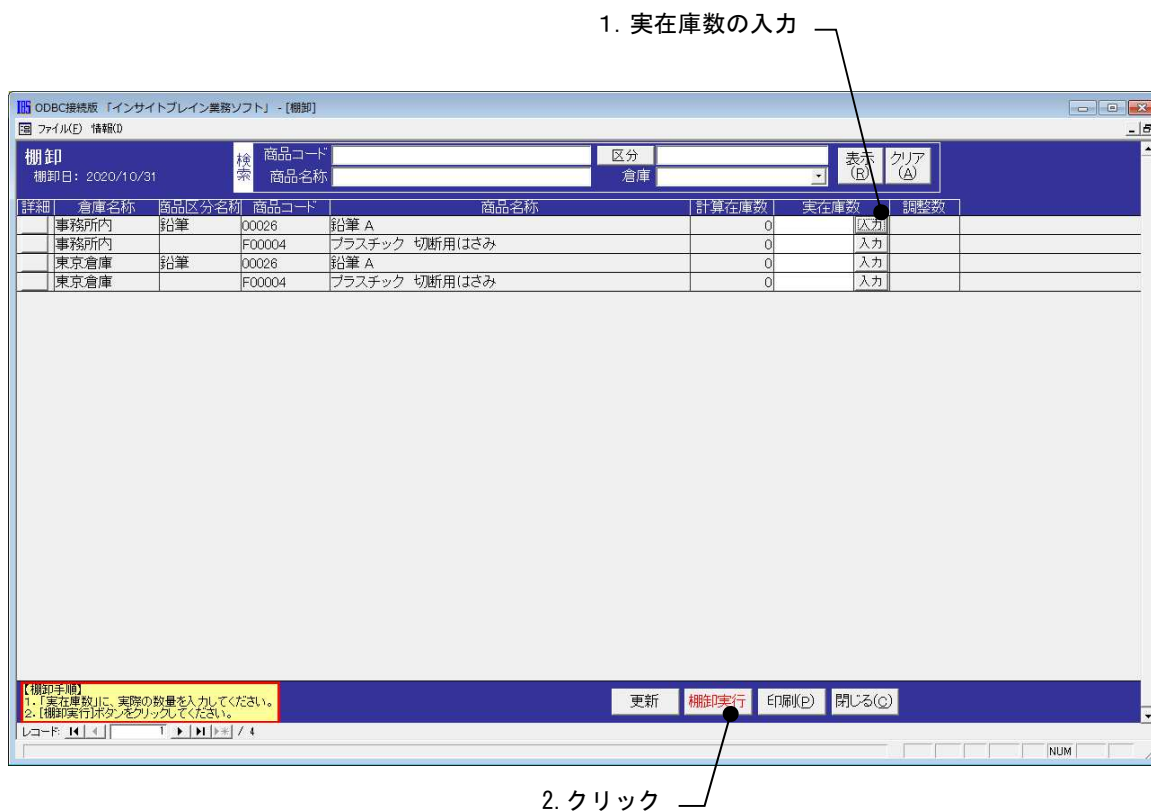 1. 実在庫数の入力
IBS ODBC接続版 「インサイトブレイン業務ソフト」 - [棚卸]
ファイル(F) 情報(I)
棚卸
棚卸日: 2020/10/31
検索
商品コード 区分
商品名称 倉庫
表示(R) クリア(A)
詳細 倉庫名称 商品区分名称 商品コード 商品名称 計算在庫数 実在庫数 調整数
事務所内 鉛筆 00026 鉛筆 A 0 入力
事務所内 F00004 プラスチック 切断用はさみ 0 入力
東京倉庫 鉛筆 00026 鉛筆 A 0 入力
東京倉庫 F00004 プラスチック 切断用はさみ 0 入力
【棚卸手順】
1.「実在庫数」に、実際の数量を入力してください。
2.[棚卸実行]ボタンをクリックしてください。
更新 棚卸実行 印刷(P) 閉じる(C)
レコード: 1 / 4
NUM
2. クリック